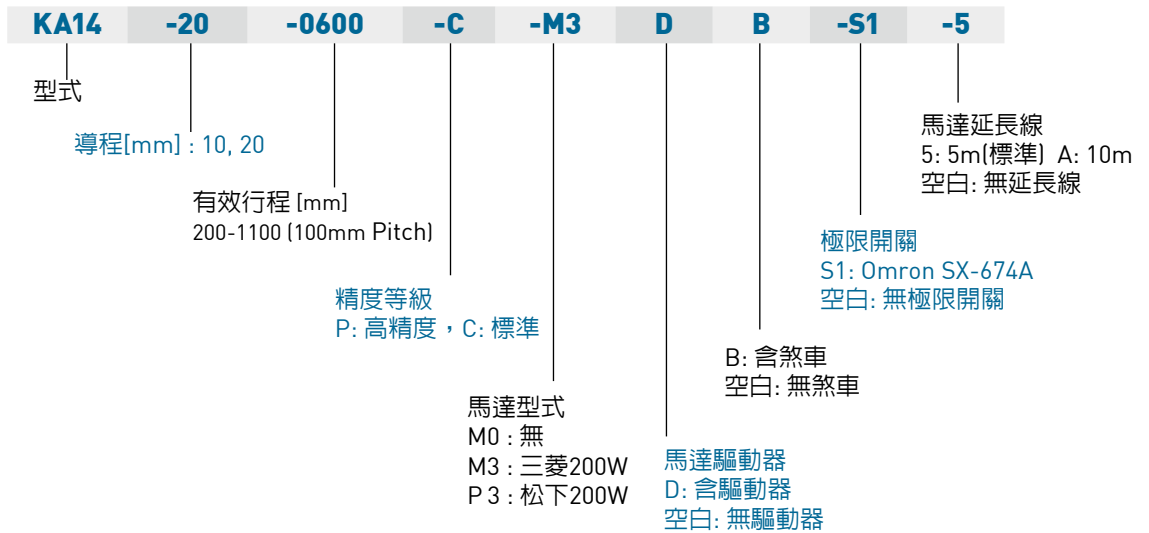 KA14 -20 -0600 -C -M3 D B -S1 -5
型式
導程[mm] : 10, 20
有效行程 [mm]
200-1100 (100mm Pitch)
精度等級
P: 高精度，C: 標準
馬達型式
M0 : 無
M3 : 三菱200W
P 3 : 松下200W
馬達驅動器
D: 含驅動器
空白: 無驅動器
B: 含煞車
空白: 無煞車
極限開關
S1: Omron SX-674A
空白: 無極限開關
馬達延長線
5: 5m(標準) A: 10m
空白: 無延長線